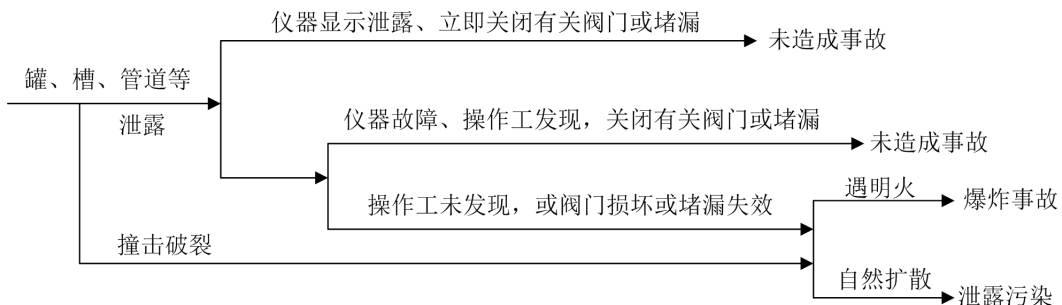 仪器显示泄露、立即关闭有关阀门或堵漏
未造成事故
罐、槽、管道等
泄露
仪器故障、操作工发现，关闭有关阀门或堵漏
未造成事故
遇明火
爆炸事故
操作工未发现，或阀门损坏或堵漏失效
撞击破裂
自然扩散
泄露污染